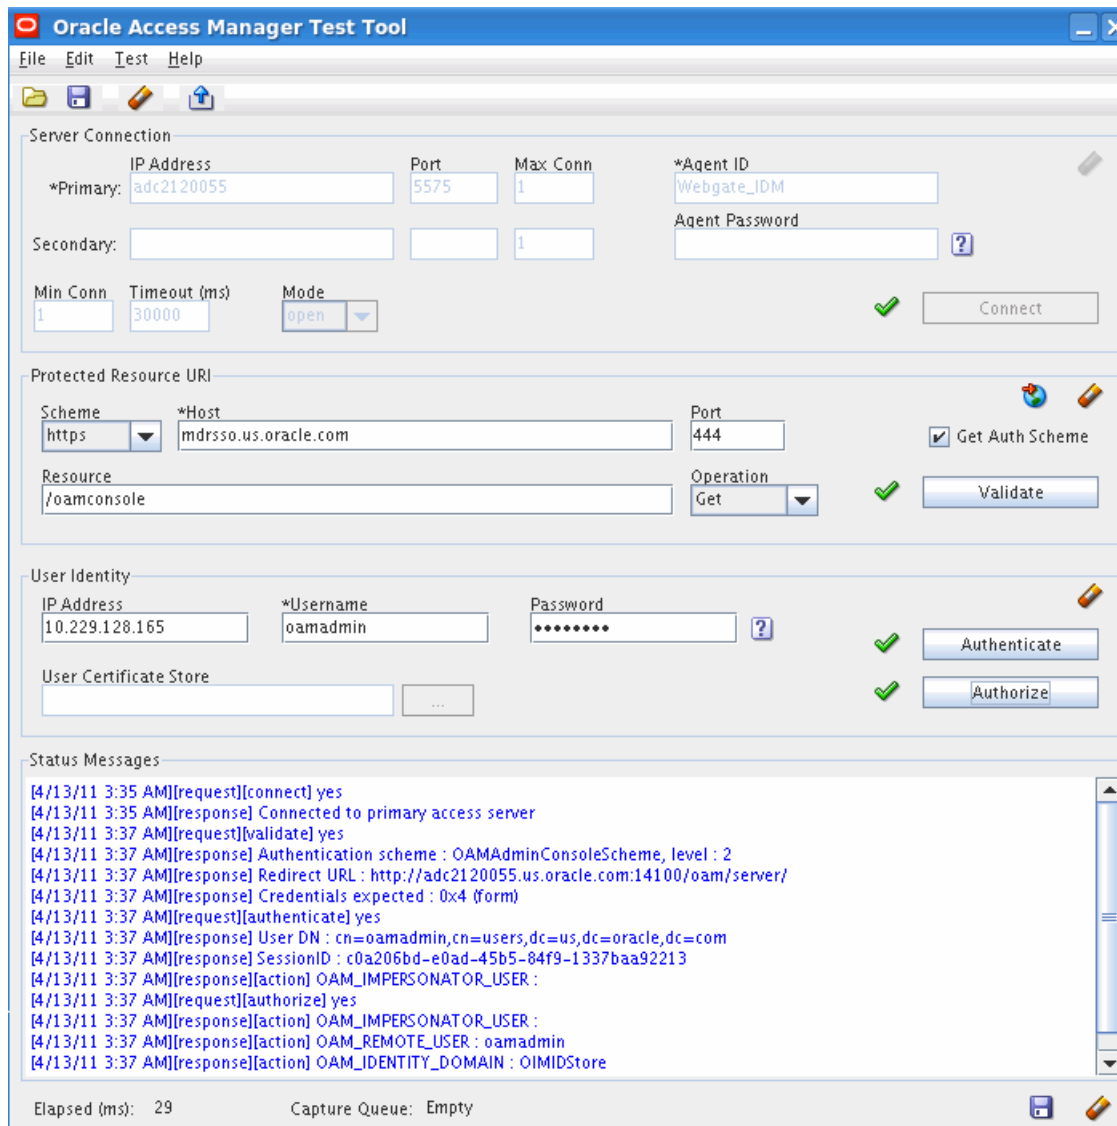 Oracle Access Manager Test Tool
File Edit Test Help
Server Connection
IP Address Port Max Conn *Agent ID
*Primary: adc2120055 5575 1 Webgate_IDM
Agent Password
Secondary: 1
Min Conn Timeout (ms) Mode
1 30000 open Connect
Protected Resource URI
Scheme *Host Port
https mdrsso.us.oracle.com 444 Get Auth Scheme
Resource Operation
/oamconsole Get Validate
User Identity
IP Address *Username Password
10.229.128.165 oamadmin ••••••••
Authenticate
User Certificate Store
... Authorize
Status Messages
[4/13/11 3:35 AM][request][connect] yes
[4/13/11 3:35 AM][response] Connected to primary access server
[4/13/11 3:37 AM][request][validate] yes
[4/13/11 3:37 AM][response] Authentication scheme : OAMAdminConsoleScheme, level : 2
[4/13/11 3:37 AM][response] Redirect URL : http://adc2120055.us.oracle.com:14100/oam/server/
[4/13/11 3:37 AM][response] Credentials expected : 0x4 (form)
[4/13/11 3:37 AM][request][authenticate] yes
[4/13/11 3:37 AM][response] User DN : cn=oamadmin,cn=users,dc=us,dc=oracle,dc=com
[4/13/11 3:37 AM][response] SessionID : c0a206bd-e0ad-45b5-84f9-1337baa92213
[4/13/11 3:37 AM][response][action] OAM_IMPERSONATOR_USER :
[4/13/11 3:37 AM][request][authorize] yes
[4/13/11 3:37 AM][response][action] OAM_IMPERSONATOR_USER :
[4/13/11 3:37 AM][response][action] OAM_REMOTE_USER : oamadmin
[4/13/11 3:37 AM][response][action] OAM_IDENTITY_DOMAIN : OIMIDStore
Elapsed (ms): 29 Capture Queue: Empty